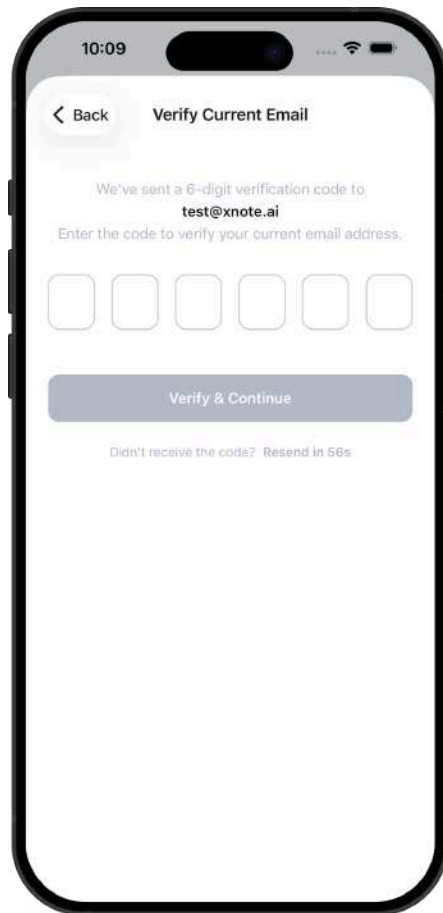 10:09
Back
Verify Current Email
We've sent a 6-digit verification code to
test@xnote.ai
Enter the code to verify your current email address.
Verify & Continue
Didn't receive the code? Resend in 56s